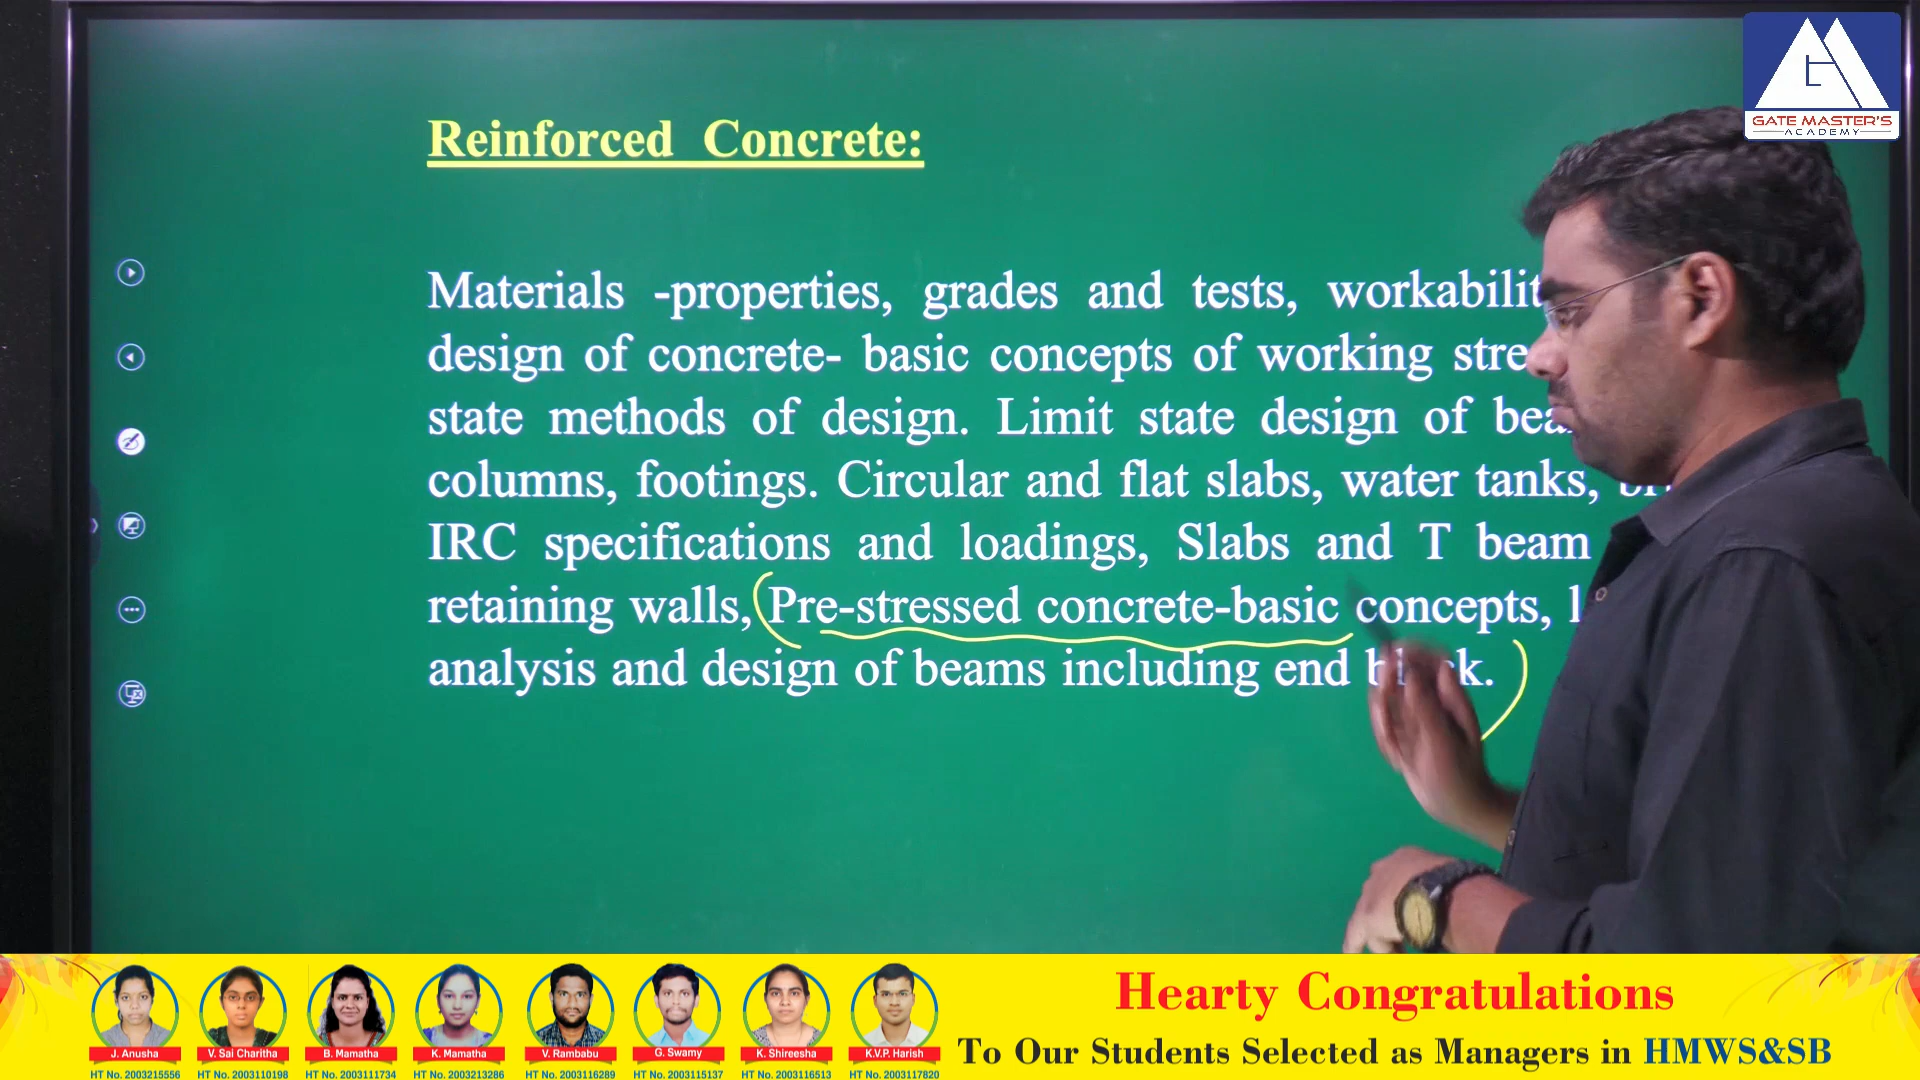 GATE MASTER'S
ACADEMY
Reinforced Concrete:
Materials -properties, grades and tests,
design of concrete- basic concepts of working
state methods of design. Limit state design of
columns, footings. Circular and flat slabs, water tanks,
IRC specifications and loadings, Slabs and T beam
retaining walls, Pre-stressed concrete-basic concepts,
analysis and design of beams including end
Hearty Congratulations
To Our Students Selected as Managers in HMWS&SB
J. Anusha V. Sai Charitha B. Mamatha K. Mamatha V. Rambabu G. Swamy K. Shireesha K.V.P. Harish
HT No. 2003215556 HT No. 2003110198 HT No. 2003111734 HT No. 2003213286 HT No. 2003116289 HT No. 2003115137 HT No. 2003116513 HT No. 2003117820